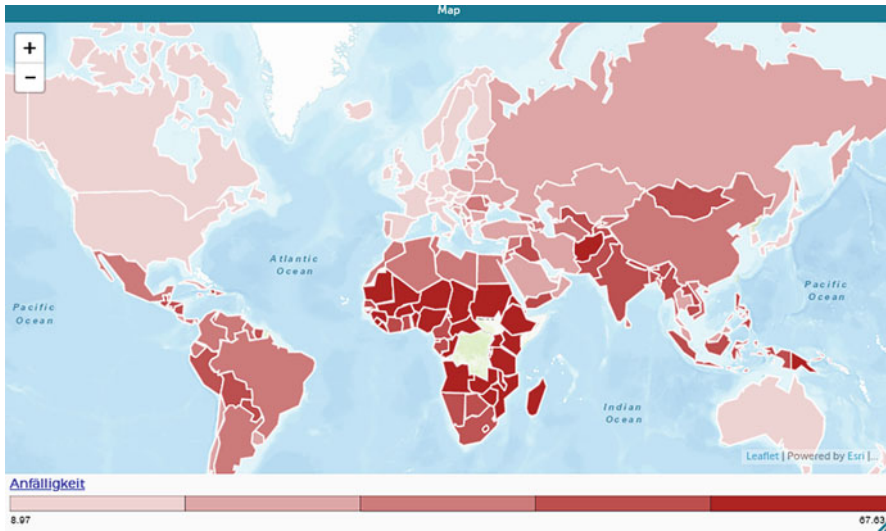 Map
+
−
Atlantic
Ocean
Pacific
Ocean
Pacific
Ocean
Indian
Ocean
Leaflet | Powered by Esri |...
Anfälligkeit
8.97
67.63